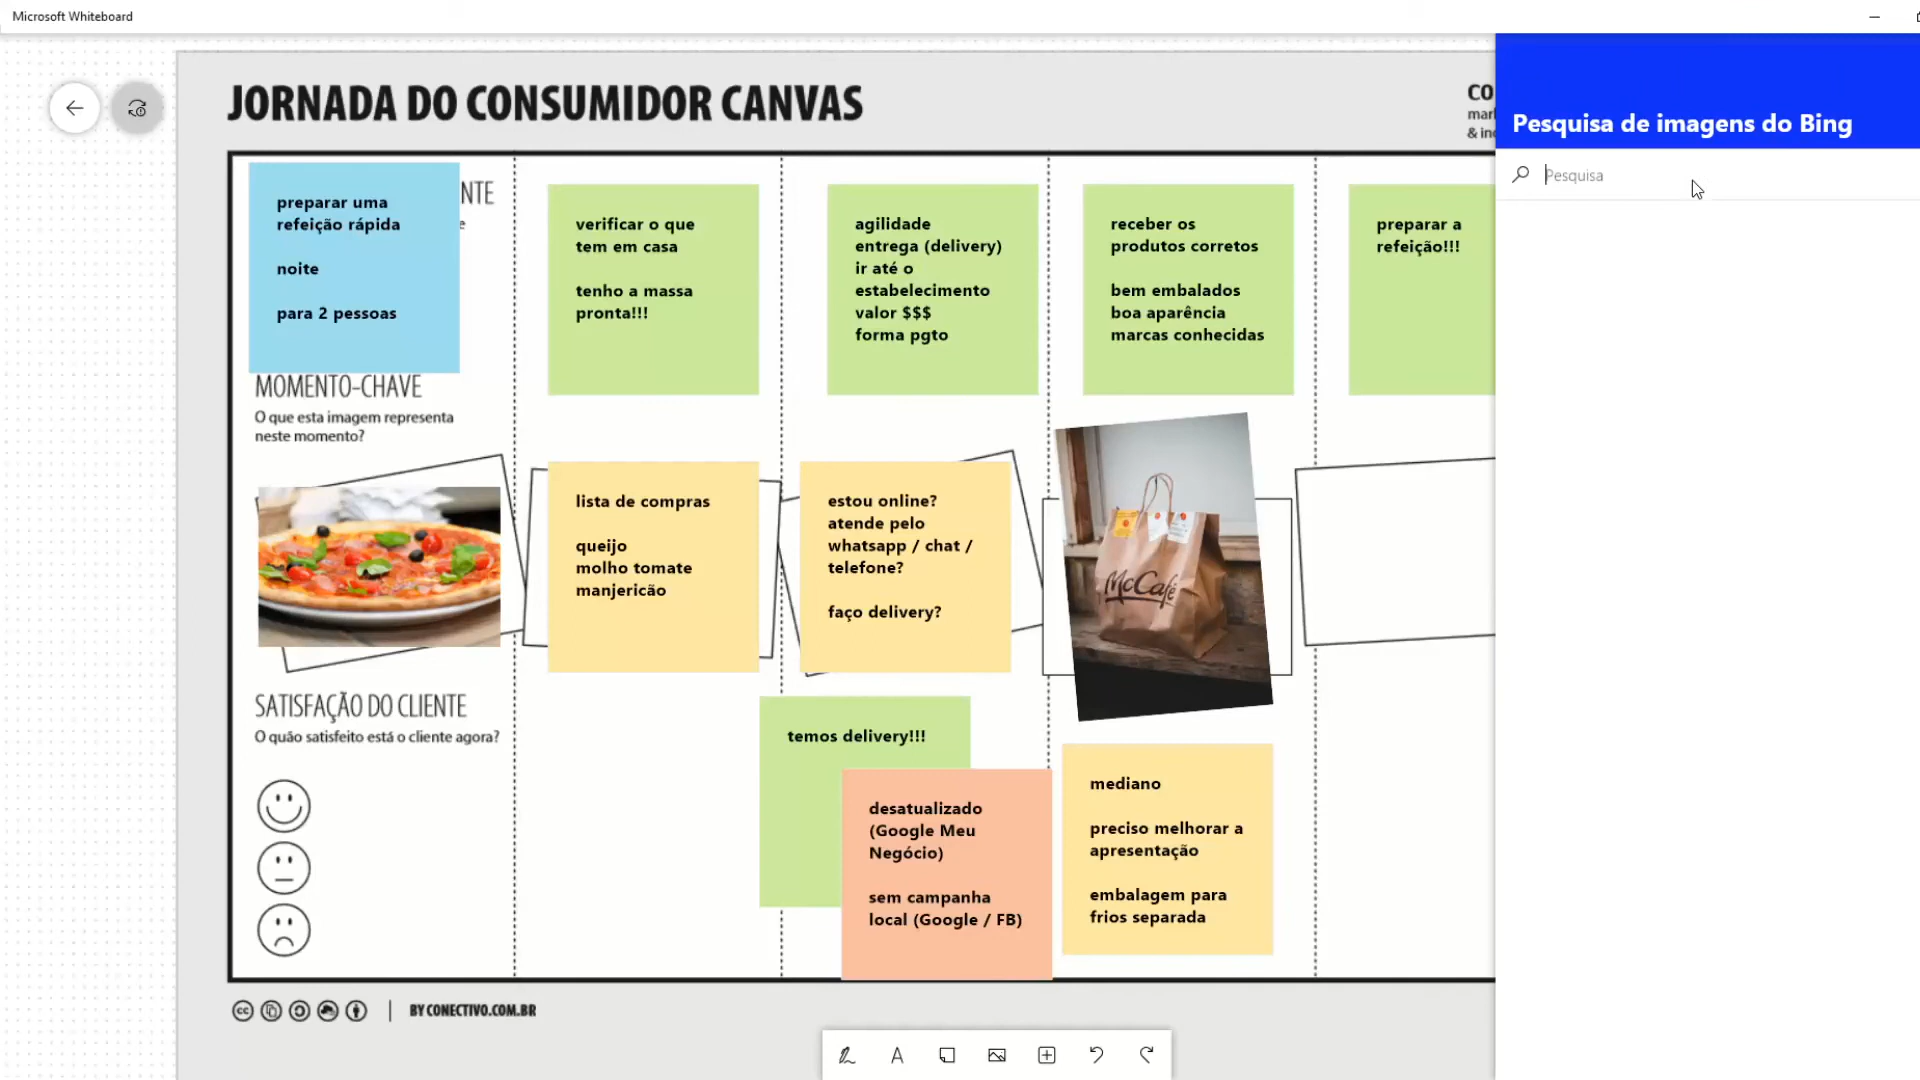 Microsoft Whiteboard
JORNADA DO CONSUMIDOR CANVAS
CO
mar
& in
Pesquisa de imagens do Bing
Pesquisa
preparar uma
refeição rápida
noite
para 2 pessoas
NTE
e
verificar o que
tem em casa
tenho a massa
pronta!!!
agilidade
entrega (delivery)
ir até o
estabelecimento
valor $$$
forma pgto
receber os
produtos corretos
bem embalados
boa aparência
marcas conhecidas
preparar a
refeição!!!
MOMENTO-CHAVE
O que esta imagem representa
neste momento?
lista de compras
queijo
molho tomate
manjericão
estou online?
atende pelo
whatsapp / chat /
telefone?
faço delivery?
McCafé
SATISFAÇÃO DO CLIENTE
O quão satisfeito está o cliente agora?
temos delivery!!!
desatualizado
(Google Meu
Negócio)
sem campanha
local (Google / FB)
mediano
preciso melhorar a
apresentação
embalagem para
frios separada
cc
BY CONECTIVO.COM.BR